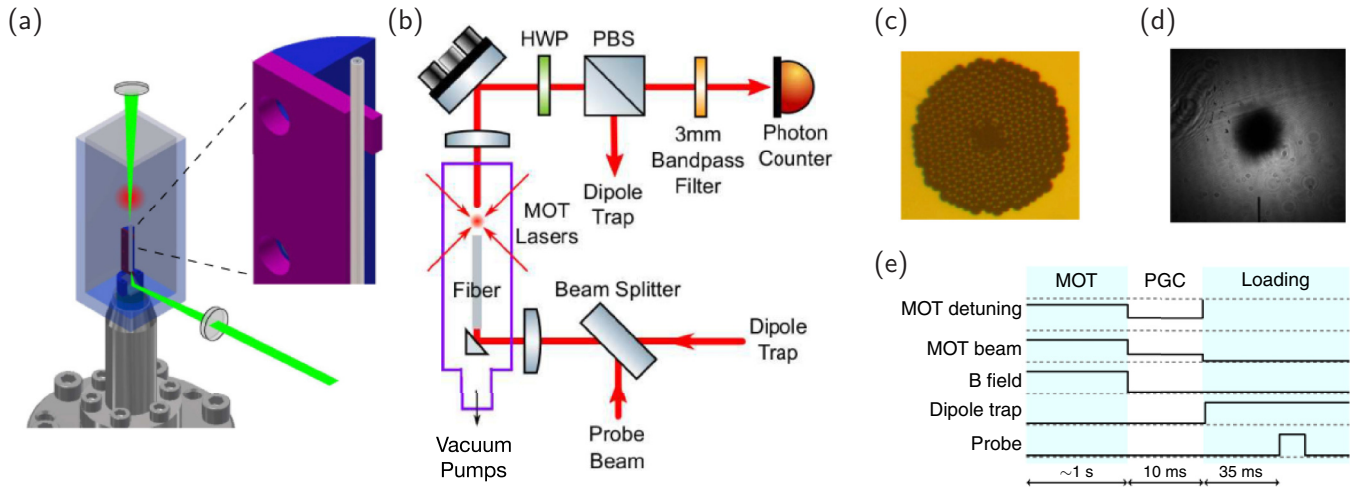 (a)
(b)
(c)
(d)
HWP
PBS
3mm
Bandpass
Filter
Photon
Counter
Dipole
Trap
MOT
Lasers
Fiber
Beam Splitter
Dipole
Trap
Probe
Beam
Vacuum
Pumps
(e)
MOT
PGC
Loading
MOT detuning
MOT beam
B field
Dipole trap
Probe
~1 s
10 ms
35 ms